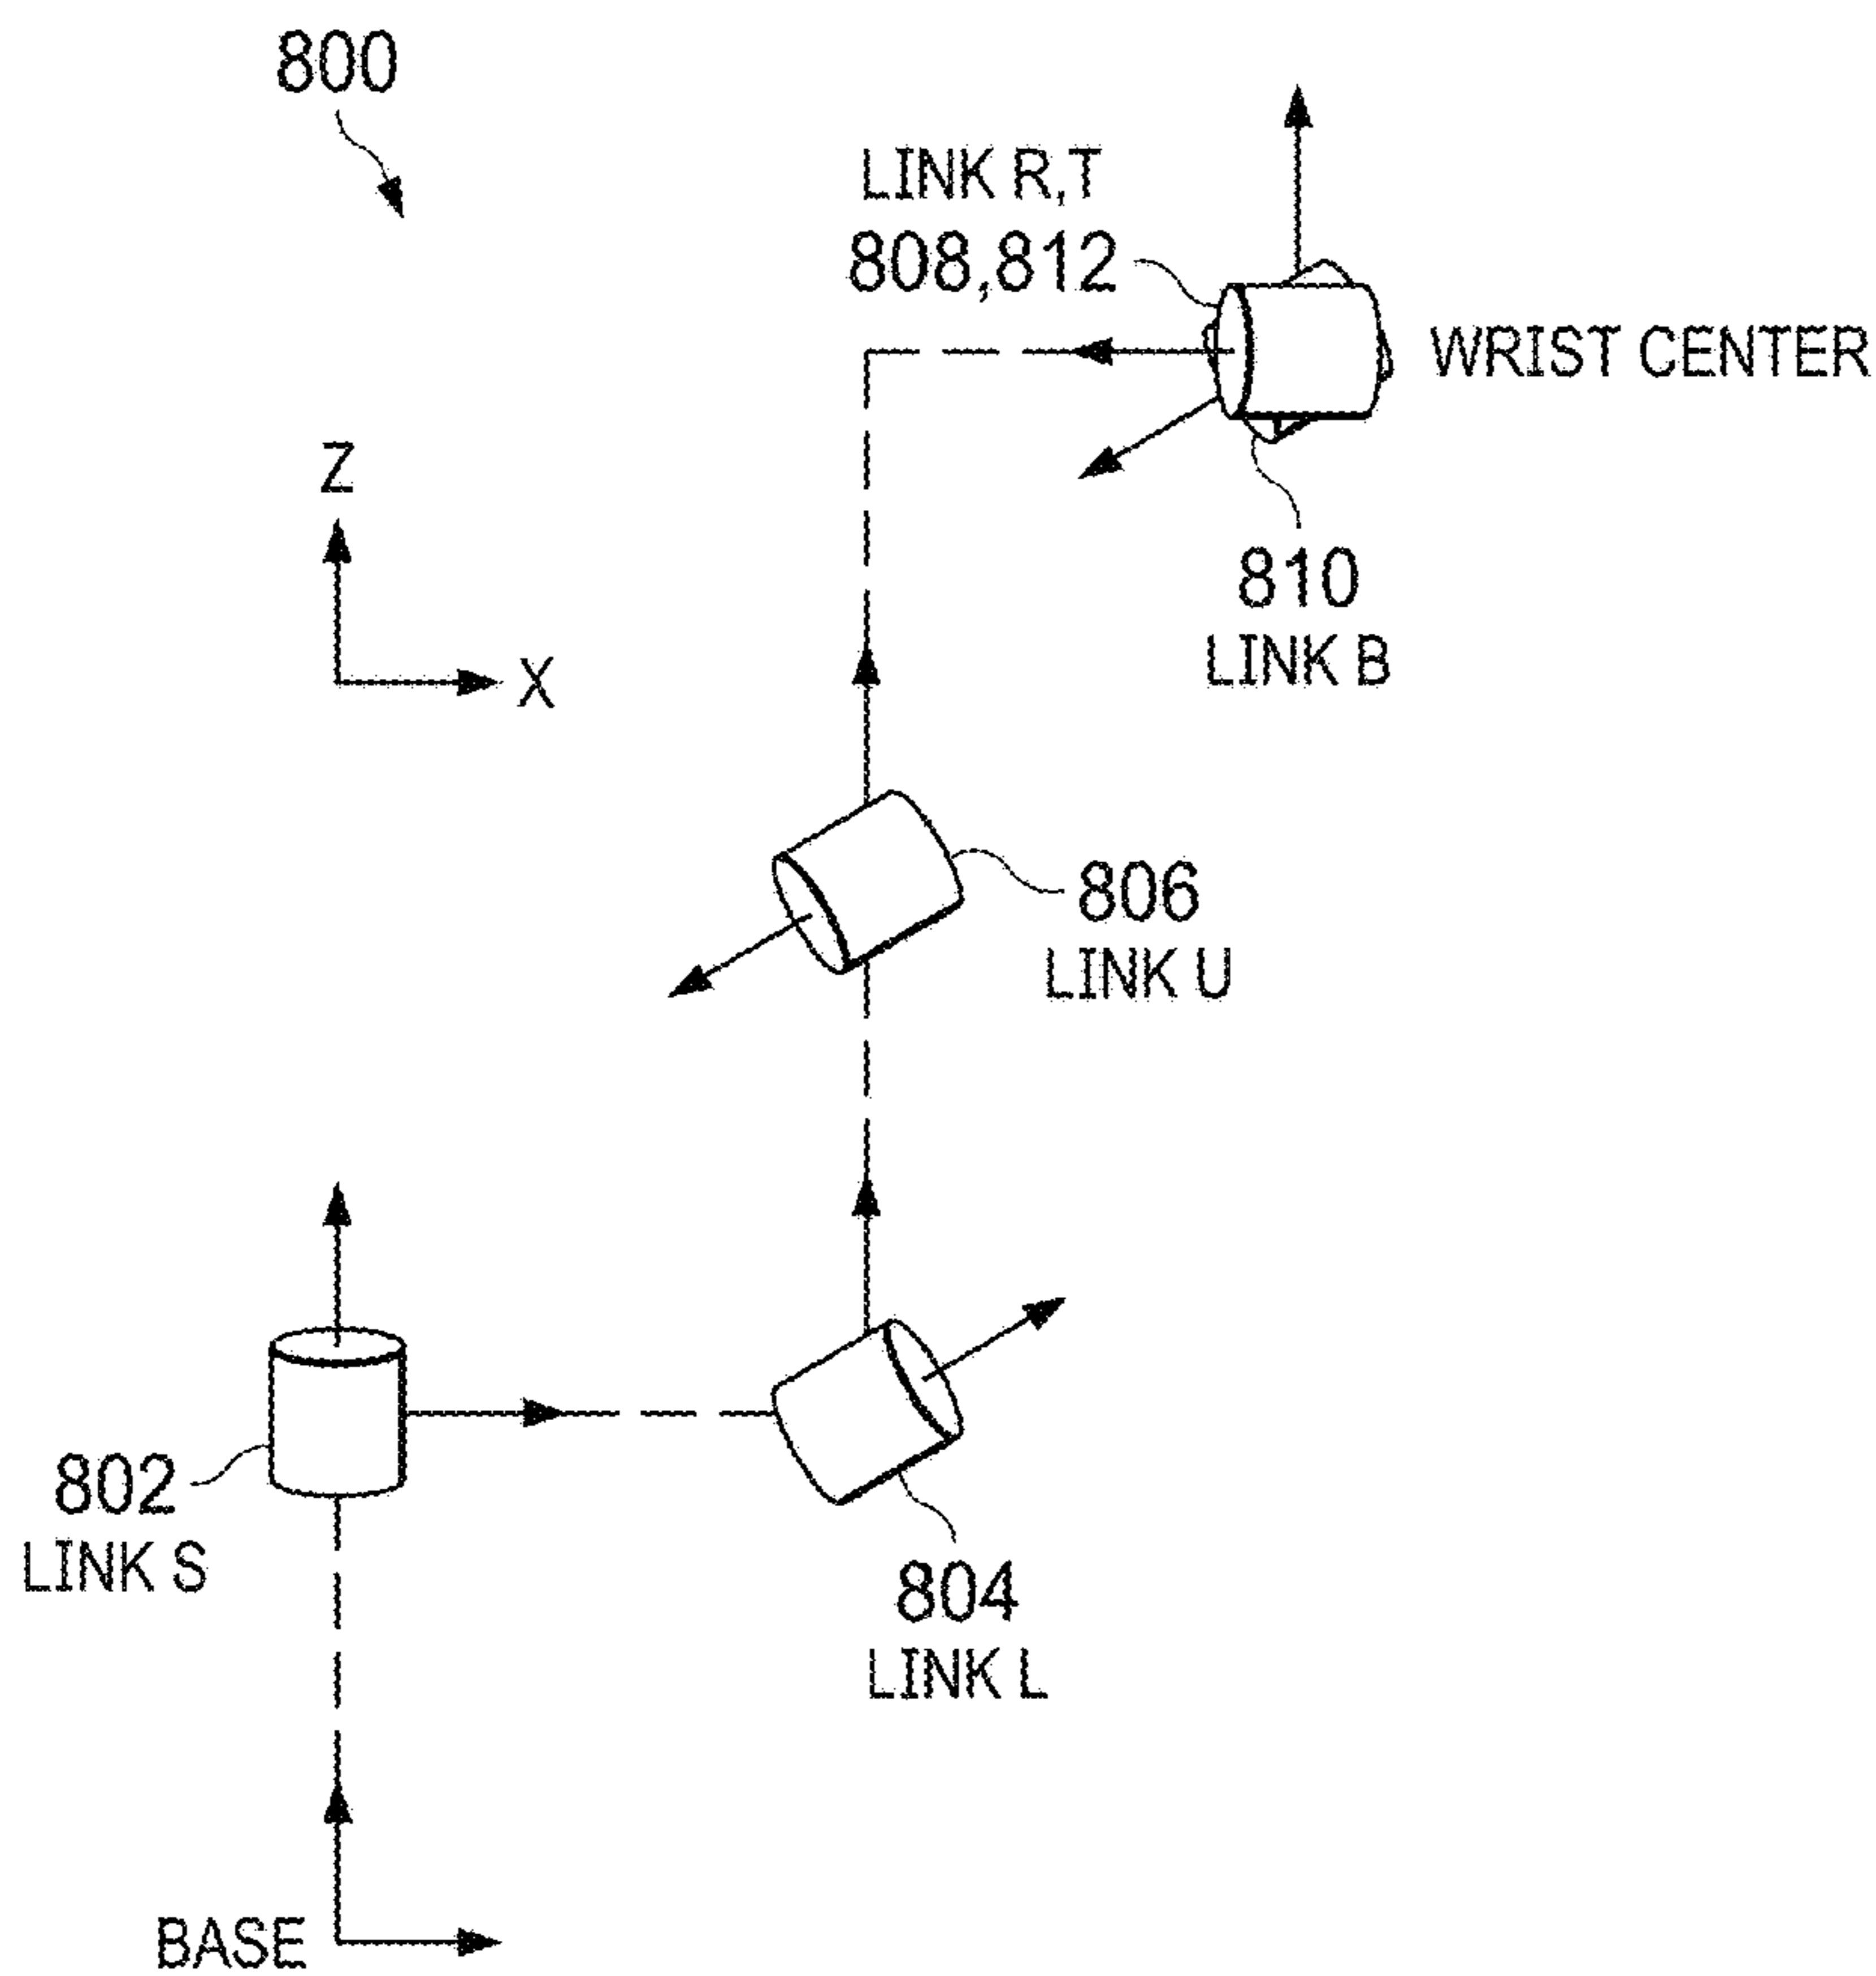 800
LINK R,T
808,812
WRIST CENTER
Z
X
810
LINK B
806
LINK U
802
LINK S
804
LINK L
BASE